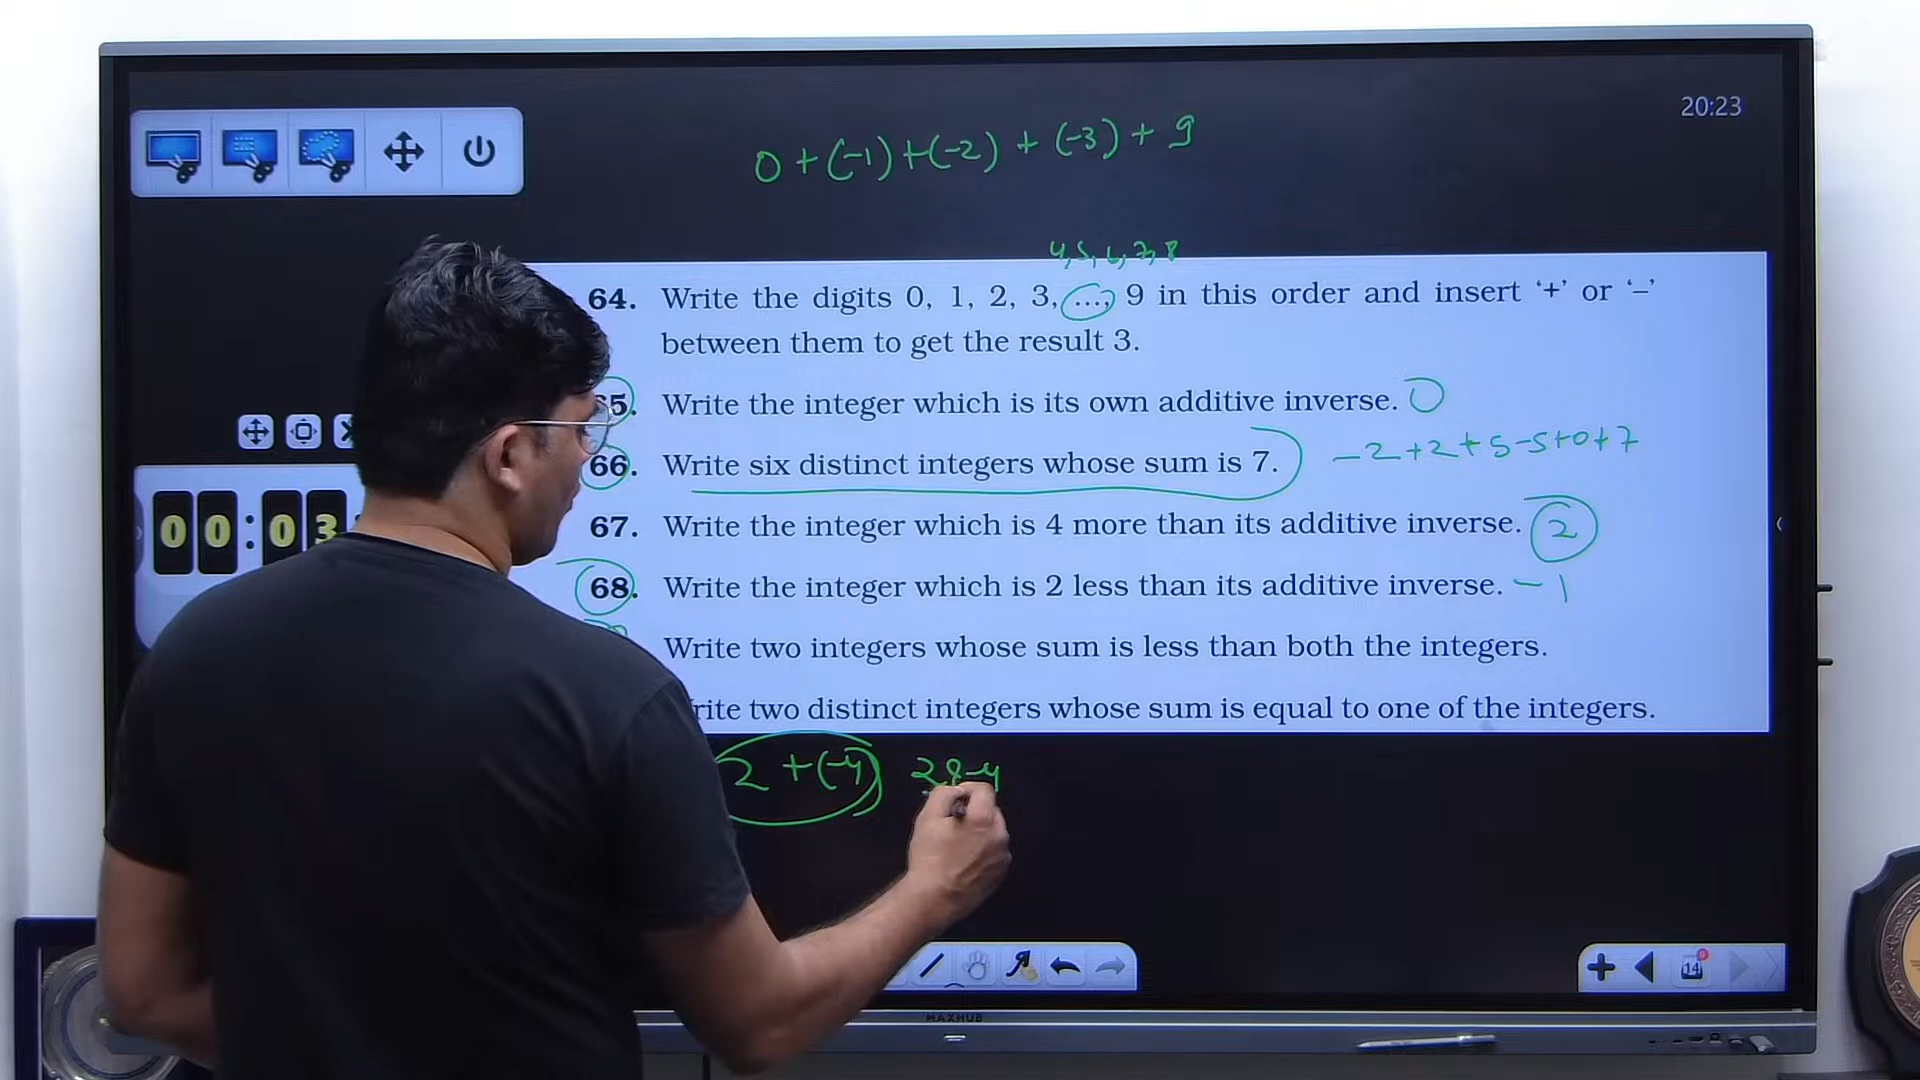 20:23
0 + (-1) + (-2) + (-3) + 9
4, 5, 6, 7, 8
64. Write the digits 0, 1, 2, 3, ..., 9 in this order and insert ‘+’ or ‘–’
between them to get the result 3.
65. Write the integer which is its own additive inverse. 0
66. Write six distinct integers whose sum is 7. -2+2+5-5+0+7
00:03
67. Write the integer which is 4 more than its additive inverse. 2
68. Write the integer which is 2 less than its additive inverse. -1
Write two integers whose sum is less than both the integers.
rite two distinct integers whose sum is equal to one of the integers.
2 + (-4) 2 & -4
14
MAXHUB